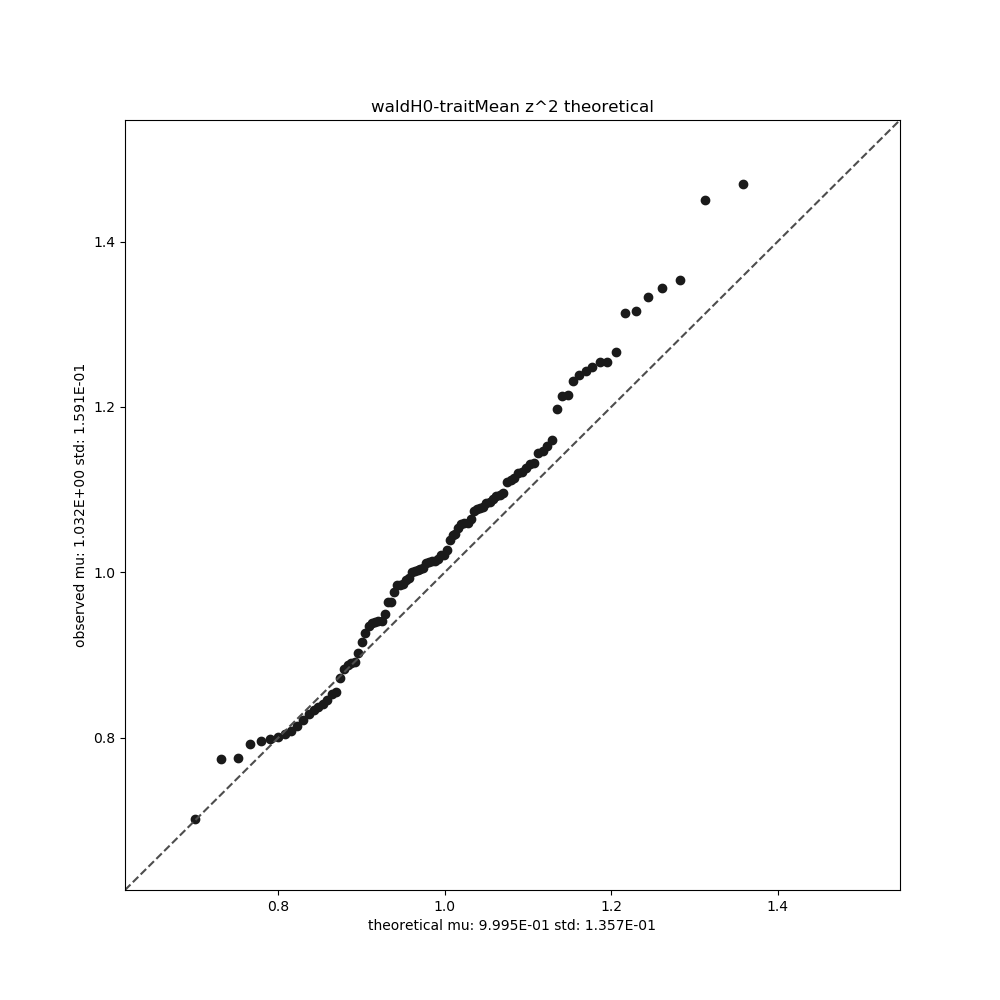 waldH0-traitMean z^2 theoretical
1.4
1.2
1.0
0.8
observed mu: 1.032E+00 std: 1.591E-01
0.8 1.0 1.2 1.4
theoretical mu: 9.995E-01 std: 1.357E-01